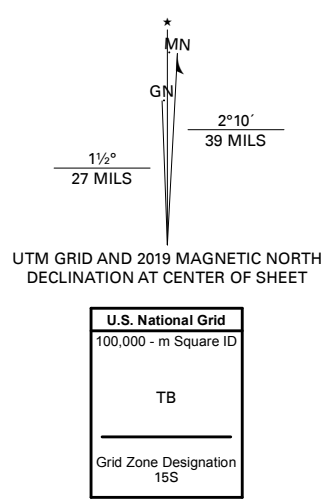 MN
GN
2°10´
39 MILS
1½°
27 MILS
UTM GRID AND 2019 MAGNETIC NORTH
DECLINATION AT CENTER OF SHEET
U.S. National Grid
100,000 - m Square ID
TB
Grid Zone Designation
15S